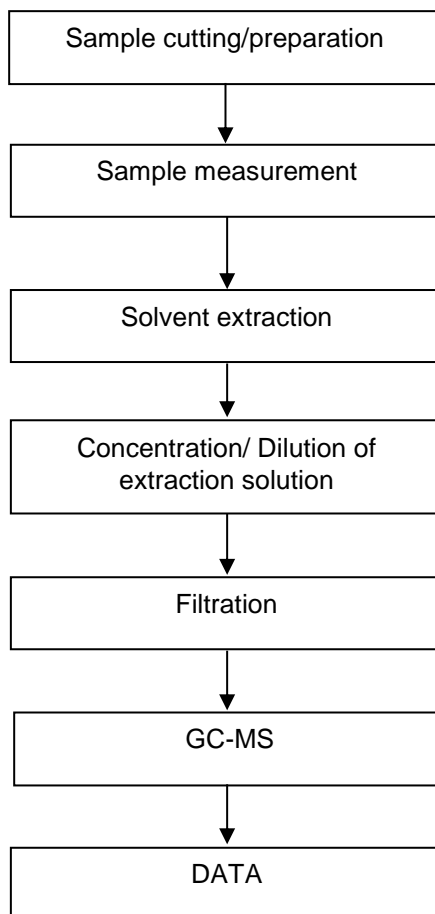 Sample cutting/preparation
Sample measurement
Solvent extraction
Concentration/ Dilution of
extraction solution
Filtration
GC-MS
DATA